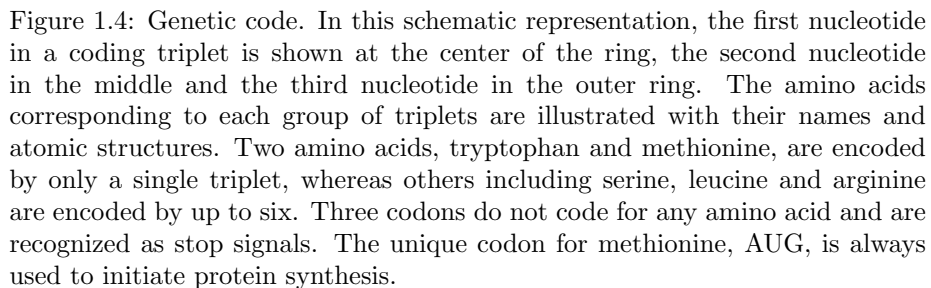 Figure 1.4: Genetic code. In this schematic representation, the first nucleotide
in a coding triplet is shown at the center of the ring, the second nucleotide
in the middle and the third nucleotide in the outer ring. The amino acids
corresponding to each group of triplets are illustrated with their names and
atomic structures. Two amino acids, tryptophan and methionine, are encoded
by only a single triplet, whereas others including serine, leucine and arginine
are encoded by up to six. Three codons do not code for any amino acid and are
recognized as stop signals. The unique codon for methionine, AUG, is always
used to initiate protein synthesis.